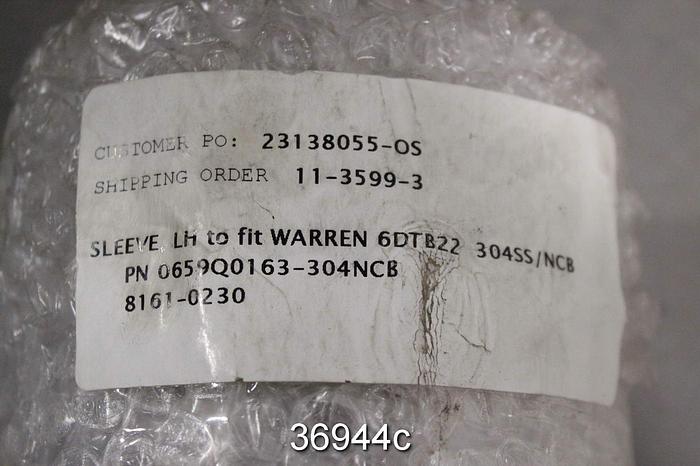 CUSTOMER PO: 23138055-OS
SHIPPING ORDER 11-3599-3
SLEEVE, LH to fit WARREN 6DTB22 304SS/NCB
PN 0659Q0163-304NCB
8161-0230
36944c